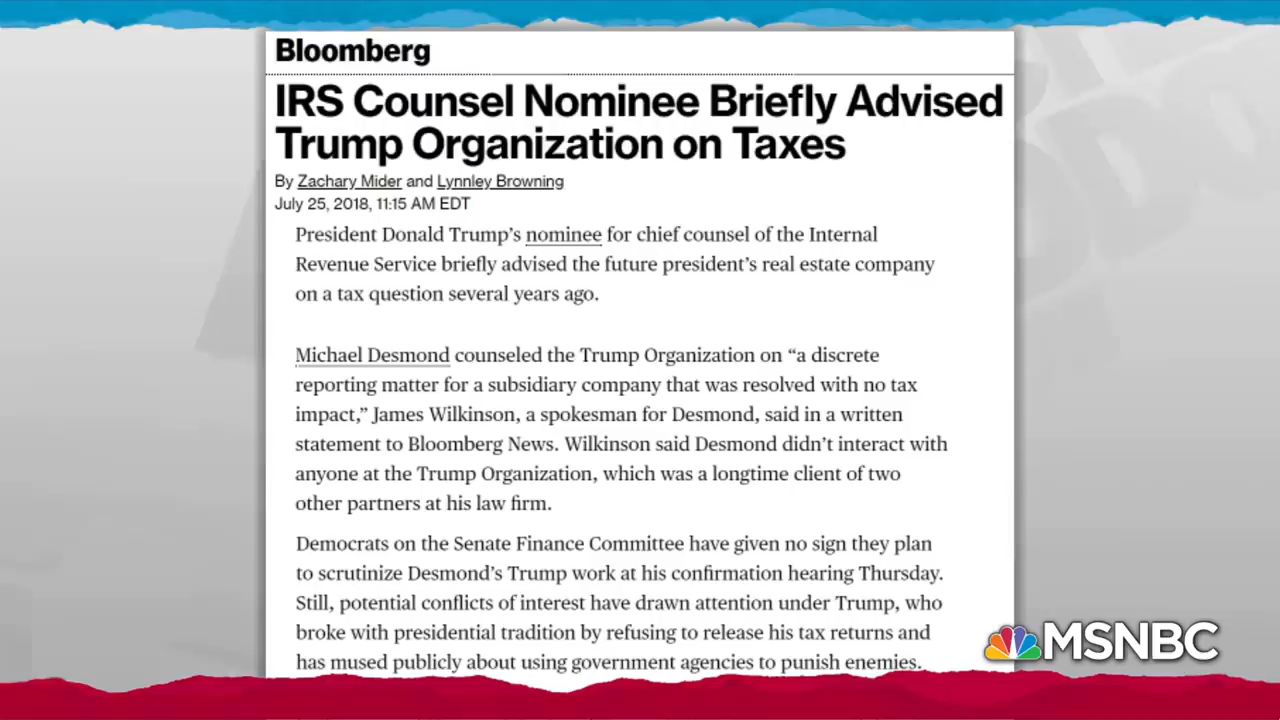 Bloomberg
IRS Counsel Nominee Briefly Advised
Trump Organization on Taxes
By Zachary Mider and Lynnley Browning
July 25, 2018, 11:15 AM EDT
President Donald Trump’s nominee for chief counsel of the Internal
Revenue Service briefly advised the future president’s real estate company
on a tax question several years ago.
Michael Desmond counseled the Trump Organization on “a discrete
reporting matter for a subsidiary company that was resolved with no tax
impact,” James Wilkinson, a spokesman for Desmond, said in a written
statement to Bloomberg News. Wilkinson said Desmond didn’t interact with
anyone at the Trump Organization, which was a longtime client of two
other partners at his law firm.
Democrats on the Senate Finance Committee have given no sign they plan
to scrutinize Desmond’s Trump work at his confirmation hearing Thursday.
Still, potential conflicts of interest have drawn attention under Trump, who
broke with presidential tradition by refusing to release his tax returns and
has mused publicly about using government agencies to punish enemies.
MSNBC